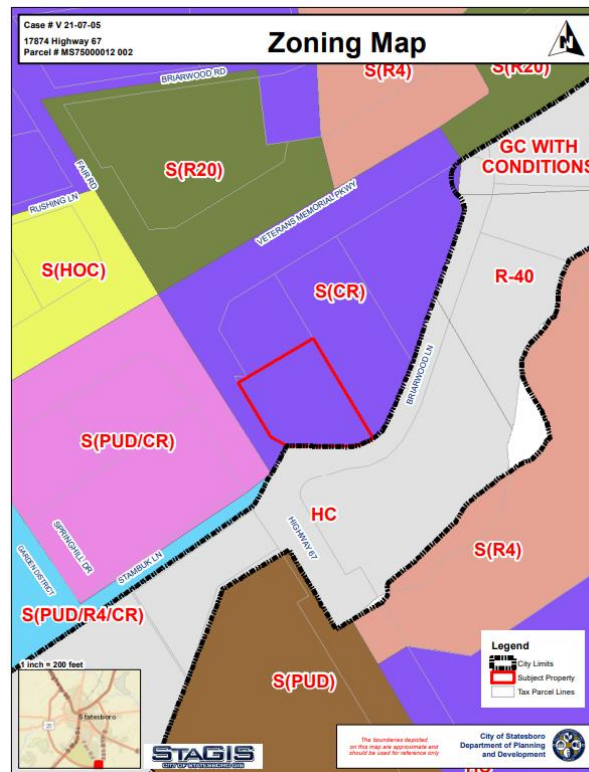 Case # V 21-07-05
17874 Highway 67
Parcel # MS75000012 002
Zoning Map
N
BRIARWOOD RD
S(R4)
S(R20)
GC WITH
CONDITIONS
S(R20)
FAIR RD
RUSHING LN
VETERANS MEMORIAL PKWY
S(HOC)
S(CR)
R-40
BRIARWOOD LN
S(PUD/CR)
HC
HIGHWAY 67
S(R4)
SPRINGHILL DR
GARDEN DISTRICT
STAMBUK LN
S(PUD/R4/CR)
S(PUD)
Legend
City Limits
Subject Property
Tax Parcel Lines
1 inch = 200 feet
Statesboro
STAGIS
CITY OF STATESBORO GIS
The boundaries depicted
on this map are approximate and
should be used for reference only
City of Statesboro
Department of Planning
and Development